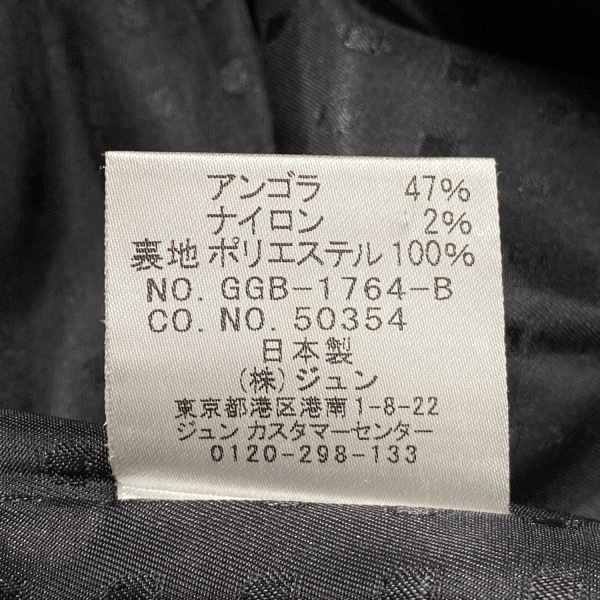 アンゴラ 47%
ナイロン 2%
裏地 ポリエステル 100%
NO. GGB-1764-B
CO. NO. 50354
日本製
(株)ジュン
東京都港区港南1-8-22
ジュン カスタマーセンター
0120-298-133